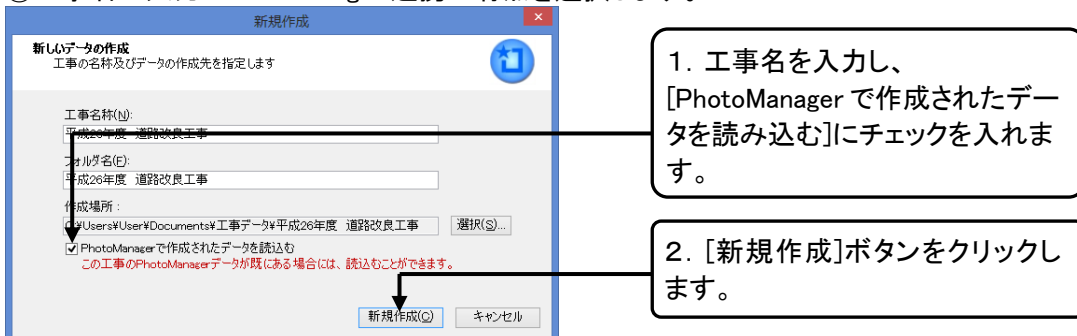 新規作成
新しいデータの作成
工事の名称及びデータの作成先を指定します
工事名称(N):
平成26年度 道路改良工事
フォルダ名(F):
平成26年度 道路改良工事
作成場所:
C:¥Users¥User¥Documents¥工事データ¥平成26年度 道路改良工事
選択(S)...
PhotoManagerで作成されたデータを読込む
この工事のPhotoManagerデータが既にある場合には、読込むことができます。
新規作成(C)
キャンセル
1. 工事名を入力し、
[PhotoManager で作成されたデー
タを読み込む]にチェックを入れま
す。
2. [新規作成]ボタンをクリックし
ます。